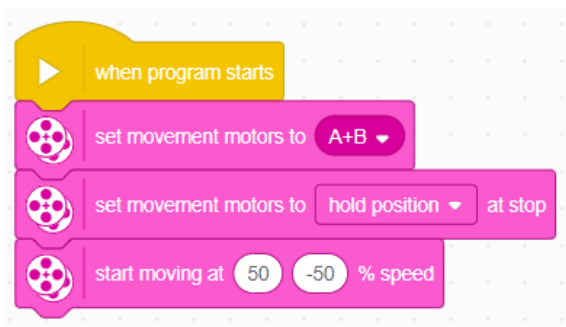 when program starts
set movement motors to A+B
set movement motors to hold position at stop
start moving at 50 -50 % speed